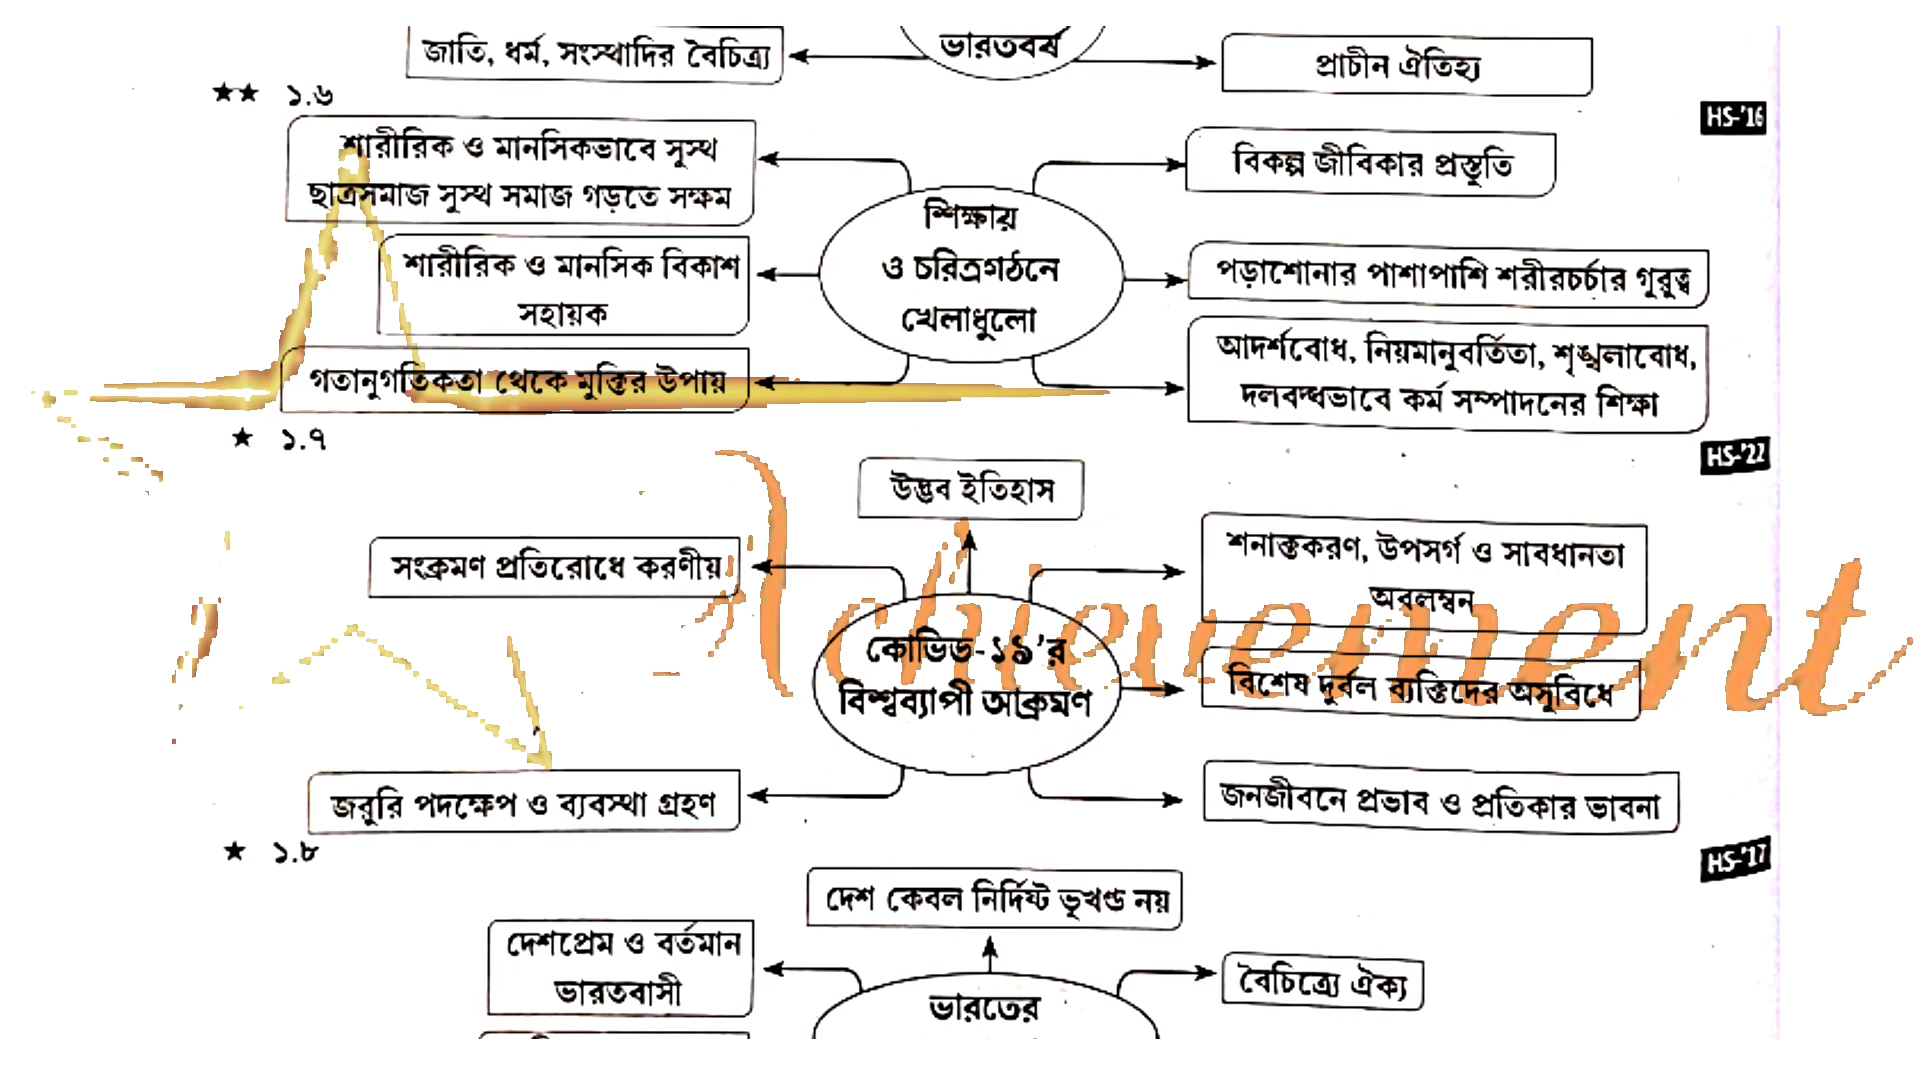 ভারতবর্ষ
জাতি, ধর্ম, সংস্থাদির বৈচিত্র্য
প্রাচীন ঐতিহ্য
★★ ১.৬
HS-'16
শারীরিক ও মানসিকভাবে সুস্থ
ছাত্রসমাজ সুস্থ সমাজ গড়তে সক্ষম
বিকল্প জীবিকার প্রস্তুতি
শিক্ষায়
ও চরিত্রগঠনে
খেলাধুলো
শারীরিক ও মানসিক বিকাশ
সহায়ক
পড়াশোনার পাশাপাশি শরীরচর্চার গুরুত্ব
গতানুগতিকতা থেকে মুক্তির উপায়
আদর্শবোধ, নিয়মানুবর্তিতা, শৃঙ্খলাবোধ,
দলবদ্ধভাবে কর্ম সম্পাদনের শিক্ষা
★ ১.৭
HS-'22
উদ্ভব ইতিহাস
সংক্রমণ প্রতিরোধে করণীয়
শনাক্তকরণ, উপসর্গ ও সাবধানতা
অবলম্বন
Achievement
কোভিড-১৯'র
বিশ্বব্যাপী আক্রমণ
বিশেষ দুর্বল ব্যক্তিদের অসুবিধে
জরুরি পদক্ষেপ ও ব্যবস্থা গ্রহণ
জনজীবনে প্রভাব ও প্রতিকার ভাবনা
★ ১.৮
HS-'17
দেশ কেবল নির্দিষ্ট ভূখণ্ড নয়
দেশপ্রেম ও বর্তমান
ভারতবাসী
বৈচিত্র্যে ঐক্য
ভারতের